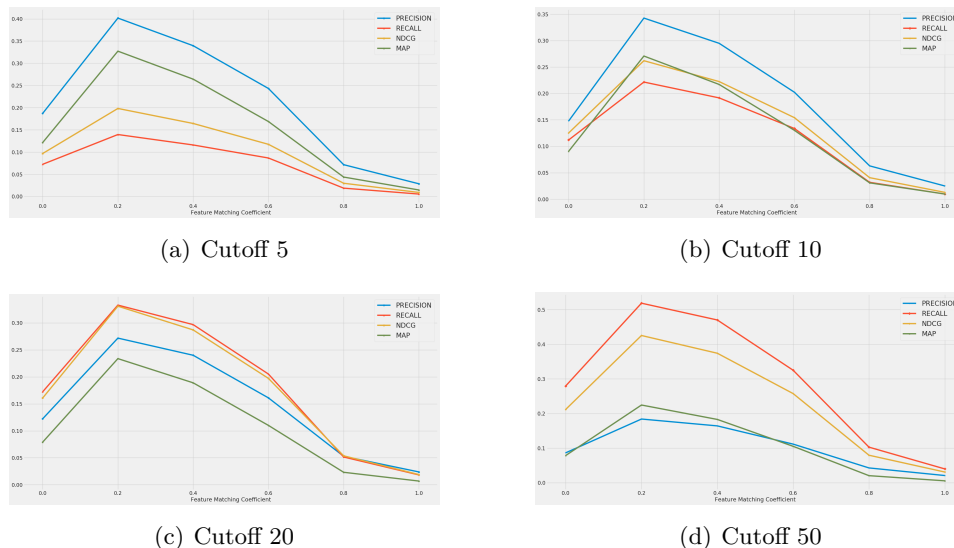 0.40
0.35
0.30
0.25
0.20
0.15
0.10
0.05
0.00
PRECISION
RECALL
NDCG
MAP
0.0 0.2 0.4 0.6 0.8 1.0
Feature Matching Coefficient
(a) Cutoff 5
0.35
0.30
0.25
0.20
0.15
0.10
0.05
0.00
PRECISION
RECALL
NDCG
MAP
0.0 0.2 0.4 0.6 0.8 1.0
Feature Matching Coefficient
(b) Cutoff 10
0.30
0.25
0.20
0.15
0.10
0.05
0.00
PRECISION
RECALL
NDCG
MAP
0.0 0.2 0.4 0.6 0.8 1.0
Feature Matching Coefficient
(c) Cutoff 20
0.5
0.4
0.3
0.2
0.1
0.0
PRECISION
RECALL
NDCG
MAP
0.0 0.2 0.4 0.6 0.8 1.0
Feature Matching Coefficient
(d) Cutoff 50